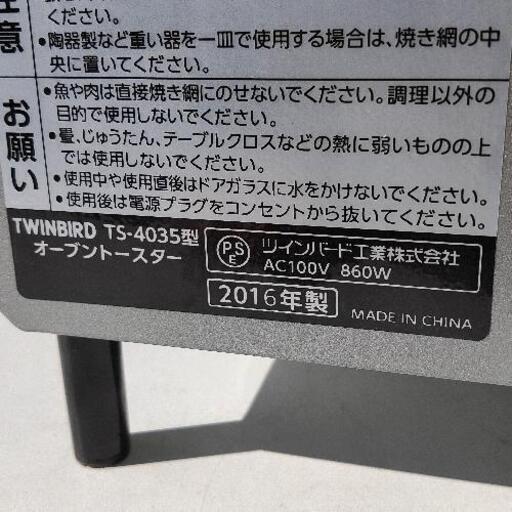 意
ください。
・陶器製など重い器を一皿で使用する場合は、焼き網の中
央に置いてください。
お願い
・魚や肉は直接焼き網にのせないでください。調理以外の
目的で使用しないでください。
・畳、じゅうたん、テーブルクロスなどの熱に弱いものの上
では使用しないでください。
・使用中や使用直後はドアガラスに水をかけないでください。
・使用後は電源プラグをコンセントから抜いてください。
TWINBIRD TS-4035型
オーブントースター
PSE
ツインバード工業株式会社
AC100V 860W
2016年製
MADE IN CHINA